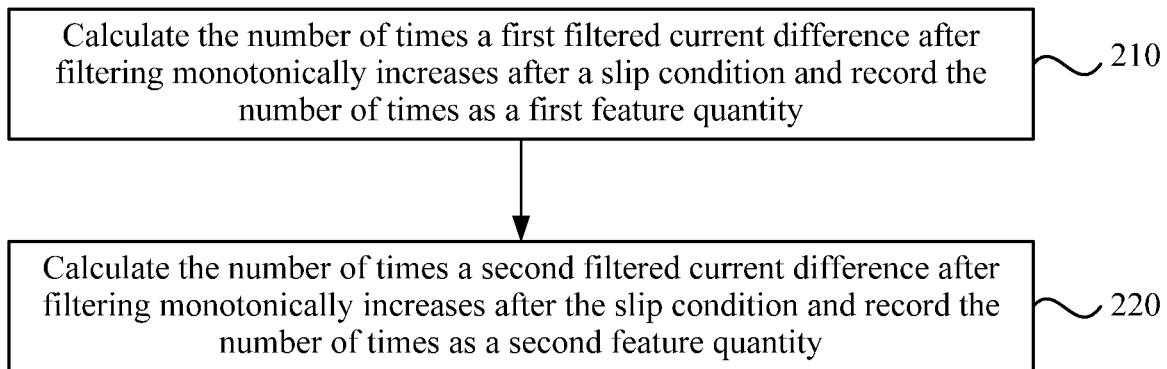 Calculate the number of times a first filtered current difference after
filtering monotonically increases after a slip condition and record the
number of times as a first feature quantity
210
Calculate the number of times a second filtered current difference after
filtering monotonically increases after the slip condition and record the
number of times as a second feature quantity
220